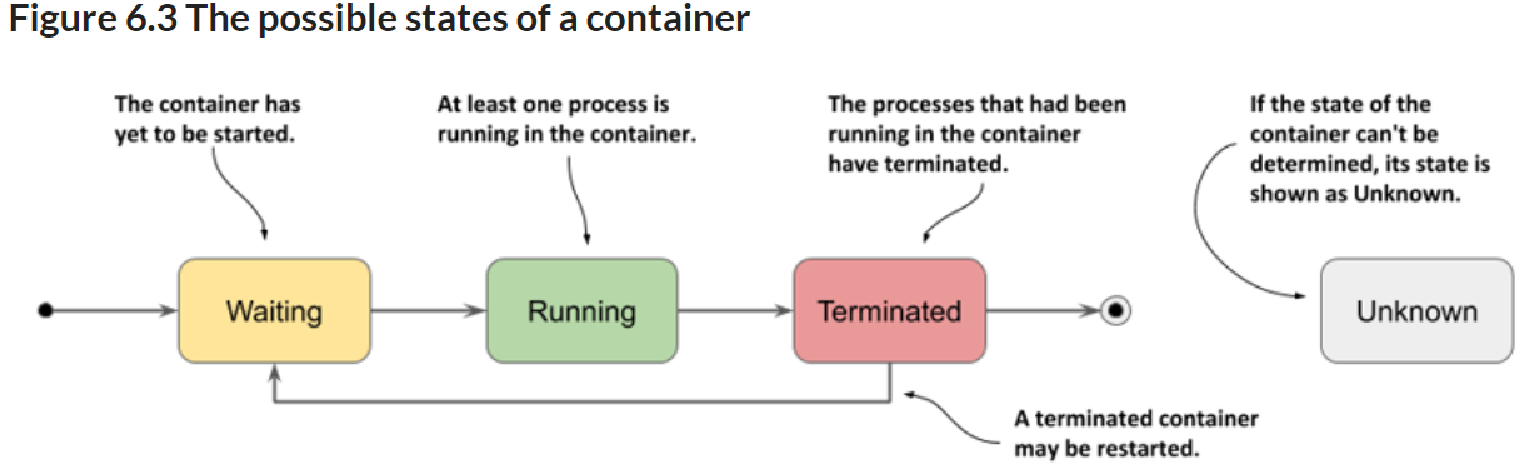 Figure 6.3 The possible states of a container
The container has
yet to be started.
At least one process is
running in the container.
The processes that had been
running in the container
have terminated.
If the state of the
container can't be
determined, its state is
shown as Unknown.
Waiting
Running
Terminated
Unknown
A terminated container
may be restarted.